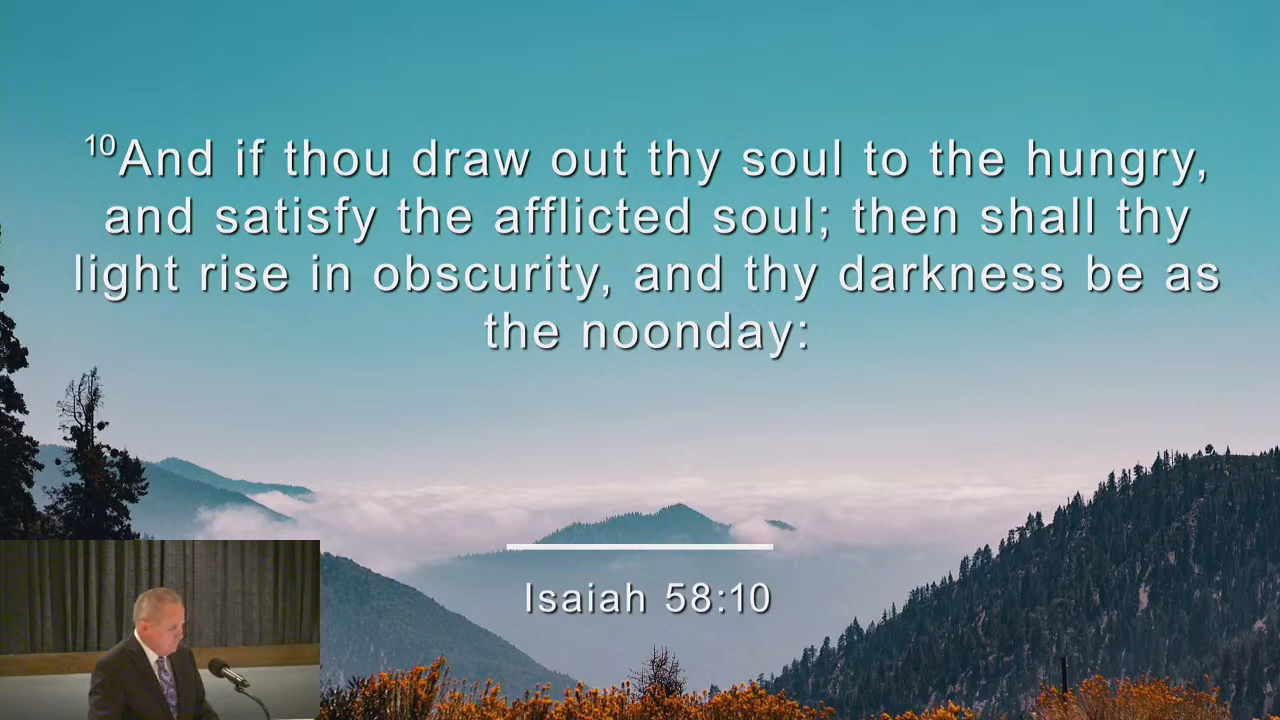 10And if thou draw out thy soul to the hungry,
and satisfy the afflicted soul; then shall thy
light rise in obscurity, and thy darkness be as
the noonday:
Isaiah 58:10